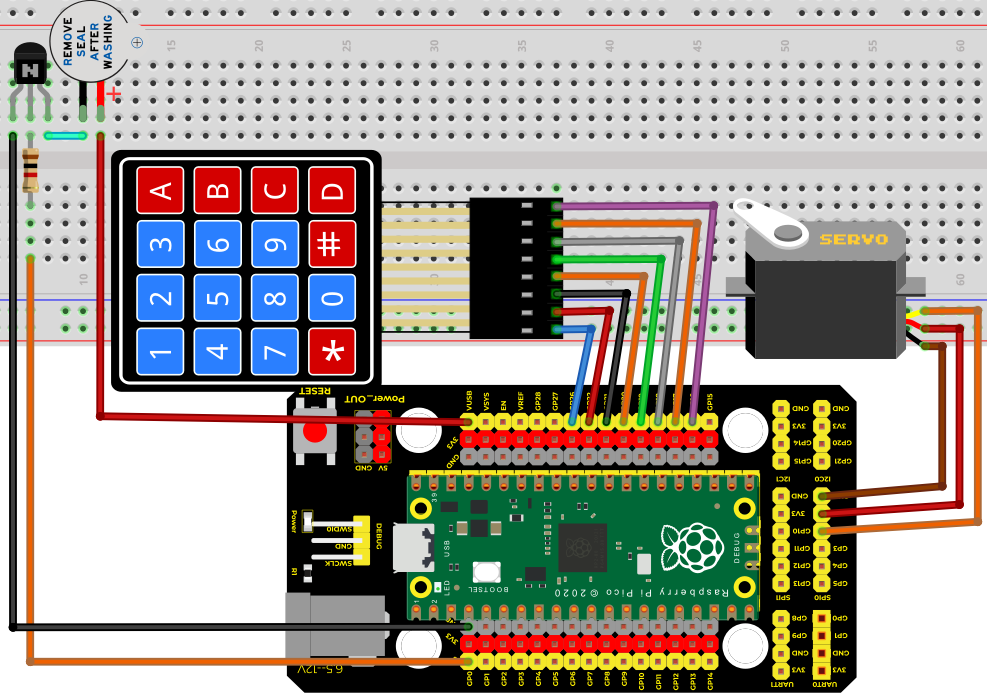 REMOVE
SEAL
AFTER
WASHING
+
15
20
25
30
35
40
45
50
55
60
N
10
60
A
B
C
D
3
6
9
#
2
5
8
0
1
4
7
*
SERVO
RESET
Power_OUT
GND
5V
VUSB
VSYS
EN
VREF
GP28
GP27
GP15
3V3
GND
GND
3V3
GP14
GP15
I2C1
GND
3V3
GP20
GP21
I2C0
Power
R1
SWDIO
GND
SWCLK
DEBUG
39
USB
LED
BOOTSEL
1
2
Raspberry Pi Pico © 2020
DEBUG
GND
3V3
GP10
GP11
GP12
GP13
SPI1
GP3
GP4
GP5
SPI0
GP8
GP9
GND
3V3
UART1
GP0
GP1
GND
3V3
UART0
3V3
6.5--12V
GP0
GP1
GP2
GP3
GP4
GP5
GP6
GP7
GP8
GP9
GP10
GP11
GP12
GP13
GP14